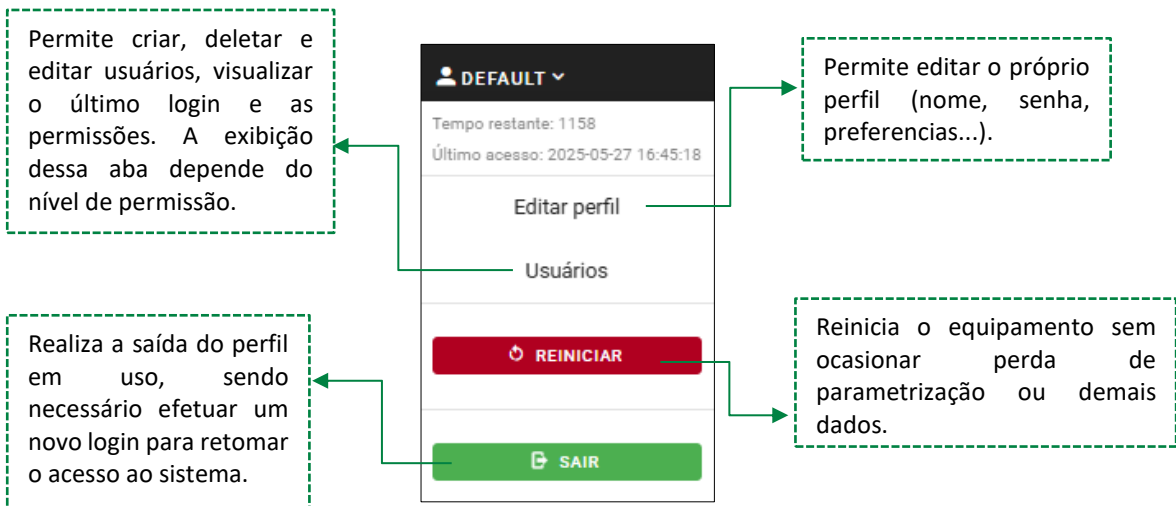 Permite criar, deletar e
editar usuários, visualizar
o último login e as
permissões. A exibição
dessa aba depende do
nível de permissão.
Realiza a saída do perfil
em uso, sendo
necessário efetuar um
novo login para retomar
o acesso ao sistema.
DEFAULT
Tempo restante: 1158
Último acesso: 2025-05-27 16:45:18
Editar perfil
Usuários
REINICIAR
SAIR
Permite editar o próprio
perfil (nome, senha,
preferencias...).
Reinicia o equipamento sem
ocasionar perda de
parametrização ou demais
dados.